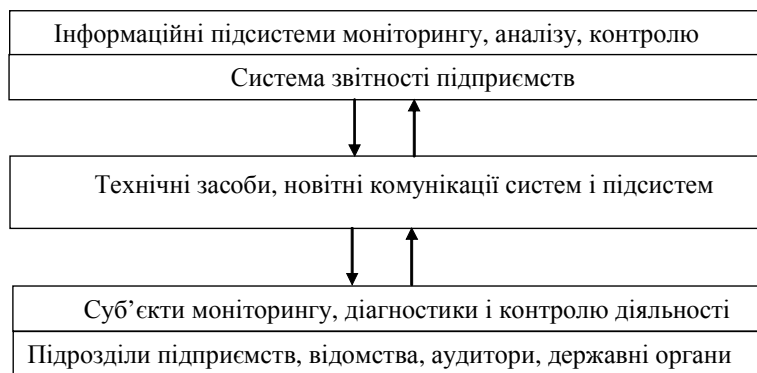 Інформаційні підсистеми моніторингу, аналізу, контролю
Система звітності підприємств
Технічні засоби, новітні комунікації систем і підсистем
Суб’єкти моніторингу, діагностики і контролю діяльності
Підрозділи підприємств, відомства, аудитори, державні органи